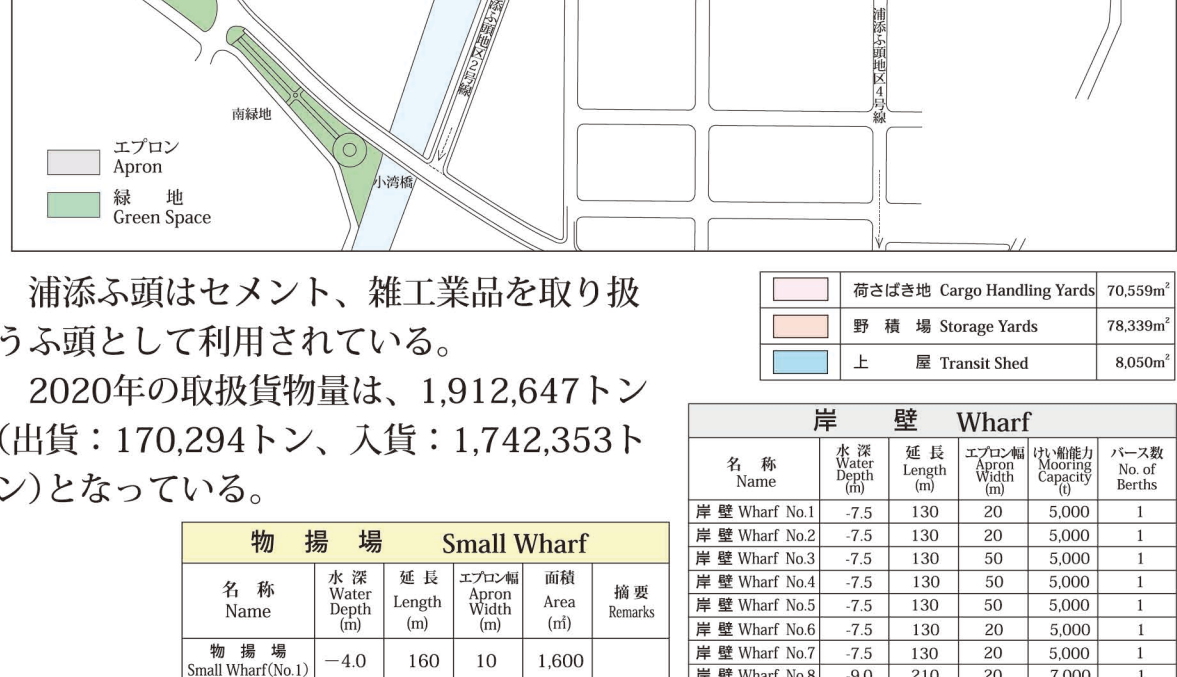 添ふ頭地区2号線
浦添ふ頭地区4号線
南緑地
小湾橋
エプロン
Apron
緑　地
Green Space
浦添ふ頭はセメント、雑工業品を取り扱
うふ頭として利用されている。
2020年の取扱貨物量は、1,912,647トン
(出貨：170,294トン、入貨：1,742,353ト
ン)となっている。
荷さばき地 Cargo Handling Yards 70,559m²
野積場 Storage Yards 78,339m²
上屋 Transit Shed 8,050m²
物揚場 Small Wharf
名称 Name 水深 Water Depth (m) 延長 Length (m) エプロン幅 Apron Width (m) 面積 Area (㎡) 摘要 Remarks
物揚場 Small Wharf(No.1) －4.0 160 10 1,600
岸壁 Wharf
名称 Name 水深 Water Depth (m) 延長 Length (m) エプロン幅 Apron Width (m) けい船能力 Mooring Capacity (t) バース数 No. of Berths
岸壁 Wharf No.1 -7.5 130 20 5,000 1
岸壁 Wharf No.2 -7.5 130 20 5,000 1
岸壁 Wharf No.3 -7.5 130 50 5,000 1
岸壁 Wharf No.4 -7.5 130 50 5,000 1
岸壁 Wharf No.5 -7.5 130 50 5,000 1
岸壁 Wharf No.6 -7.5 130 20 5,000 1
岸壁 Wharf No.7 -7.5 130 20 5,000 1
岸壁 Wharf No.8 -9.0 210 20 7,000 1